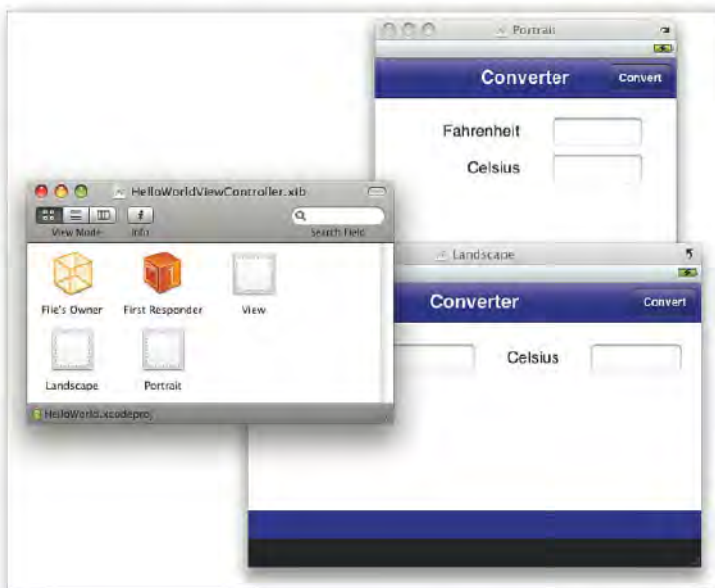 Portrait
Converter
Convert
Fahrenheit
Celsius
HelloWorldViewController.xib
View Mode
Info
Search Field
File's Owner
First Responder
View
Landscape
Portrait
HelloWorld.xcodeproj
Landscape
Converter
Convert
Celsius